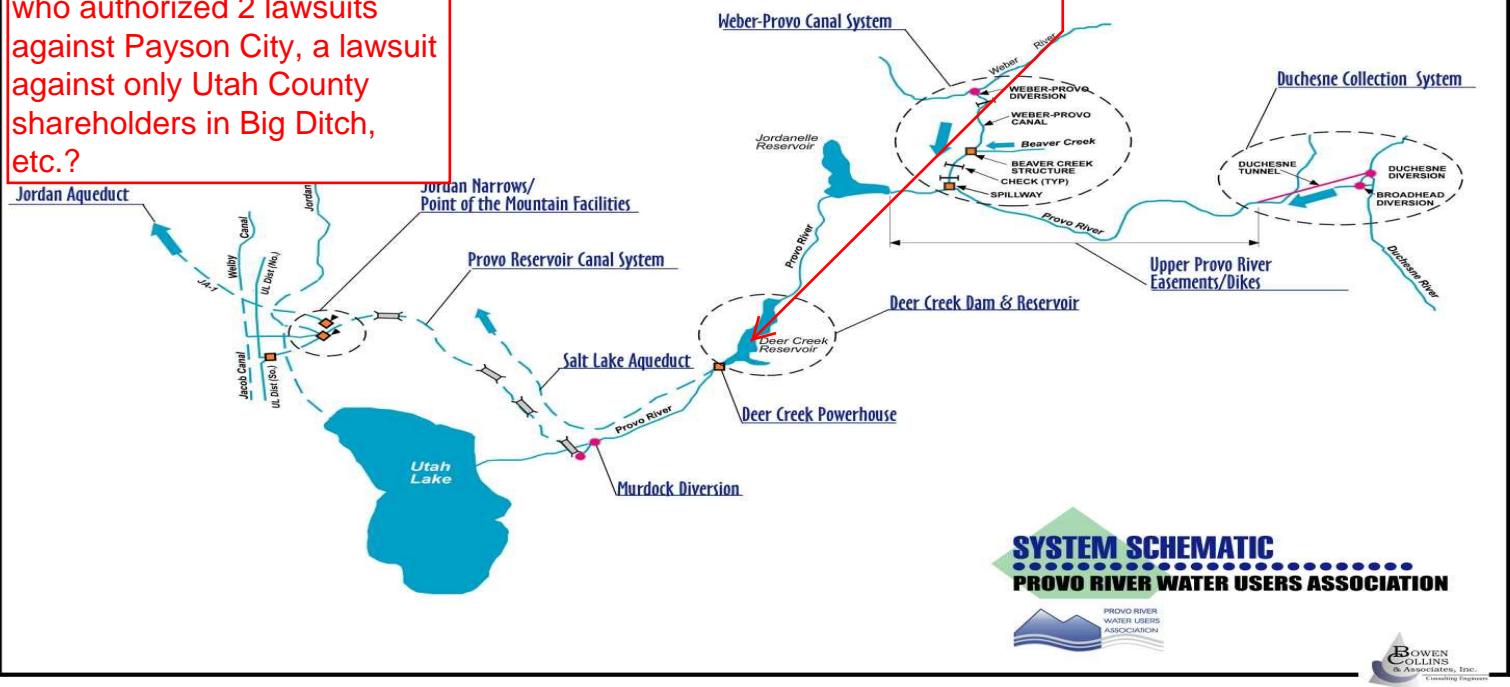 who authorized 2 lawsuits
against Payson City, a lawsuit
against only Utah County
shareholders in Big Ditch,
etc.?
Weber-Provo Canal System
Weber
River
WEBER-PROVO
DIVERSION
WEBER-PROVO
CANAL
Beaver Creek
BEAVER CREEK
STRUCTURE
CHECK (TYP)
SPILLWAY
Duchesne Collection System
DUCHESNE
TUNNEL
DUCHESNE
DIVERSION
BROADHEAD
DIVERSION
Duchesne River
Jordanelle
Reservoir
Provo River
Upper Provo River
Easements/Dikes
Provo River
Jordan Aqueduct
Jordan Narrows/
Point of the Mountain Facilities
Jordan
Welby
Canal
UL Dist (No.)
JA-1
Jacob Canal
UL Dist (So.)
Provo Reservoir Canal System
Deer Creek Dam & Reservoir
Deer Creek
Reservoir
Salt Lake Aqueduct
Deer Creek Powerhouse
Provo River
Utah
Lake
Murdock Diversion
SYSTEM SCHEMATIC
PROVO RIVER WATER USERS ASSOCIATION
PROVO RIVER
WATER USERS
ASSOCIATION
BOWEN
COLLINS
& Associates, Inc.
Consulting Engineers